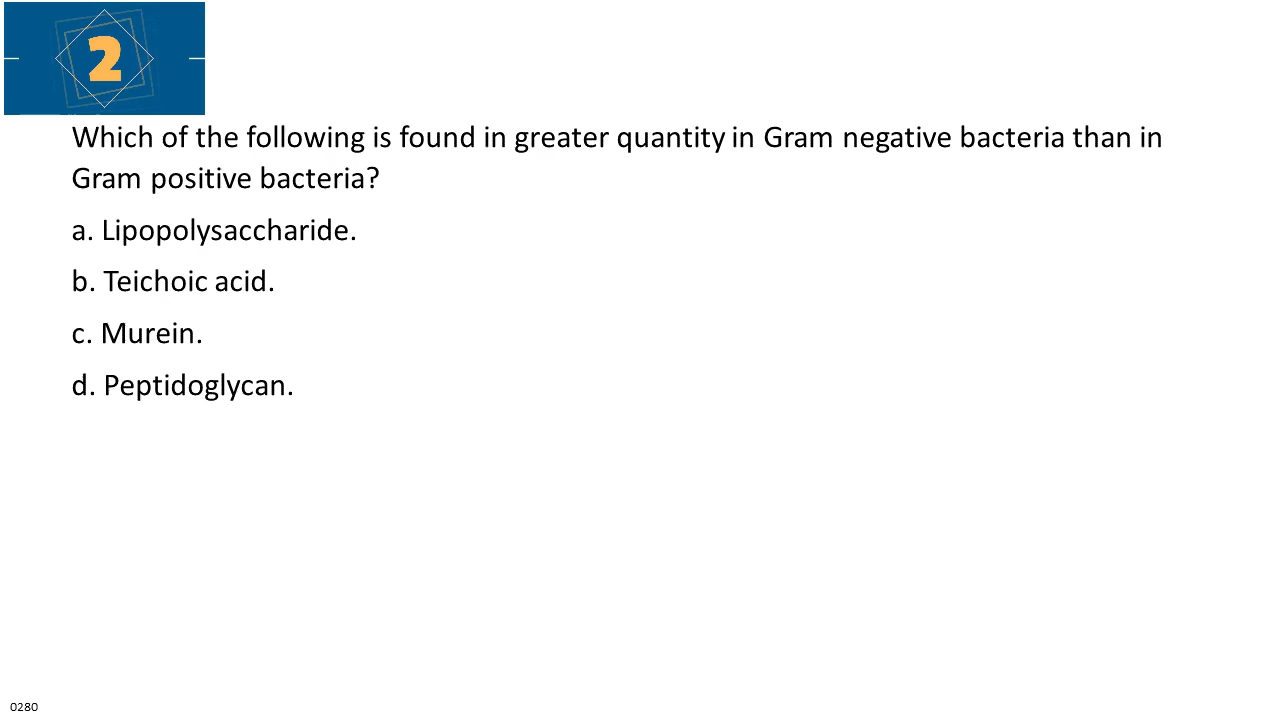 2
Which of the following is found in greater quantity in Gram negative bacteria than in
Gram positive bacteria?
a. Lipopolysaccharide.
b. Teichoic acid.
c. Murein.
d. Peptidoglycan.
0280